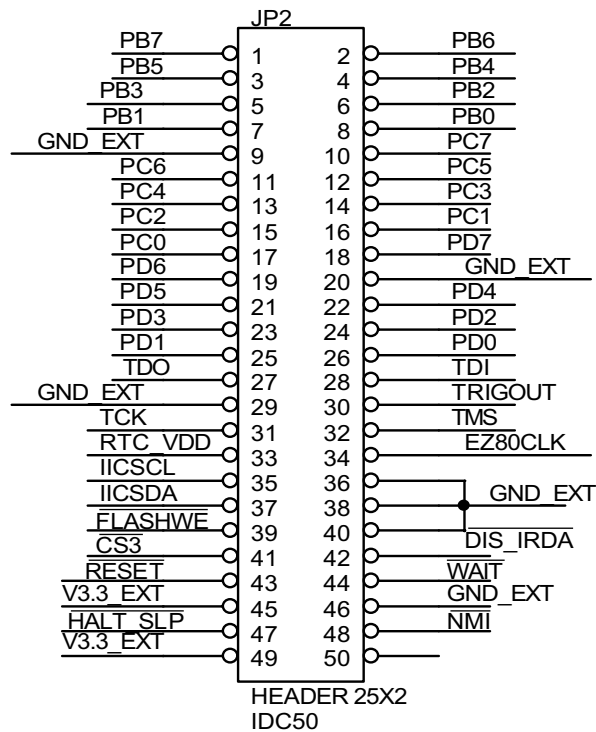 JP2
PB7 1 2 PB6
PB5 3 4 PB4
PB3 5 6 PB2
PB1 7 8 PB0
GND_EXT 9 10 PC7
PC6 11 12 PC5
PC4 13 14 PC3
PC2 15 16 PC1
PC0 17 18 PD7
PD6 19 20 GND_EXT
PD5 21 22 PD4
PD3 23 24 PD2
PD1 25 26 PD0
TDO 27 28 TDI
GND_EXT 29 30 TRIGOUT
TCK 31 32 TMS
RTC_VDD 33 34 EZ80CLK
IICSCL 35 36
IICSDA 37 38 GND_EXT
FLASHWE 39 40
CS3 41 42 DIS_IRDA
RESET 43 44 WAIT
V3.3_EXT 45 46 GND_EXT
HALT_SLP 47 48 NMI
V3.3_EXT 49 50
HEADER 25X2
IDC50